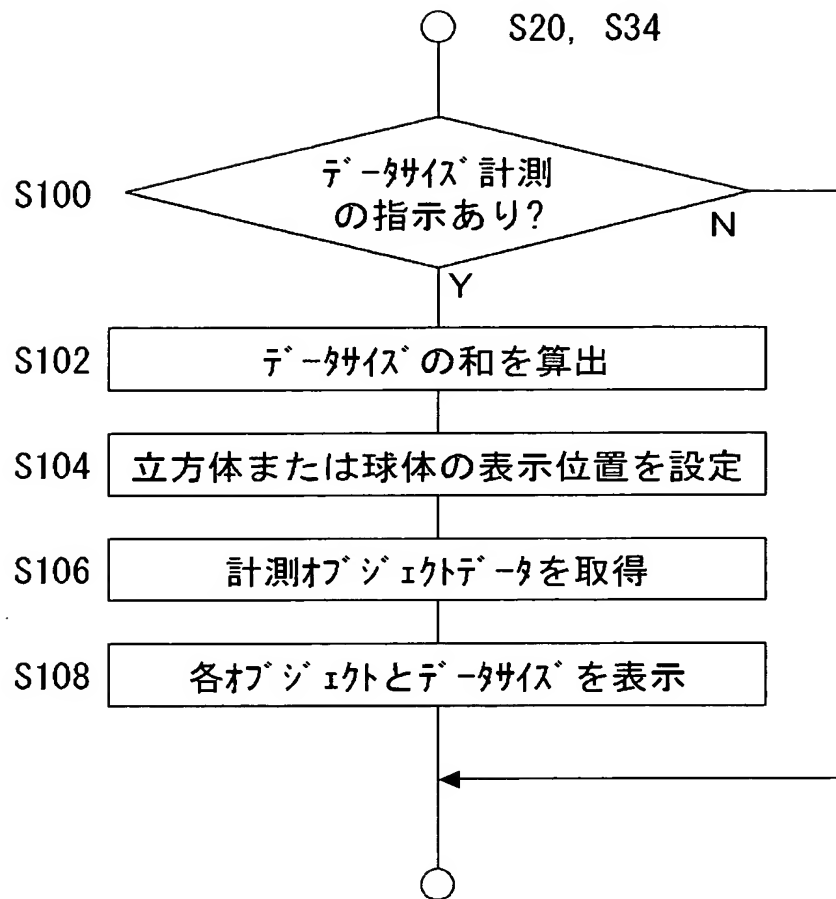 S20, S34
S100
ﾃﾞｰﾀｻｲｽﾞ計測
の指示あり?
N
Y
S102
ﾃﾞｰﾀｻｲｽﾞの和を算出
S104
立方体または球体の表示位置を設定
S106
計測ｵﾌﾞｼﾞｪｸﾄﾃﾞｰﾀを取得
S108
各ｵﾌﾞｼﾞｪｸﾄとﾃﾞｰﾀｻｲｽﾞを表示